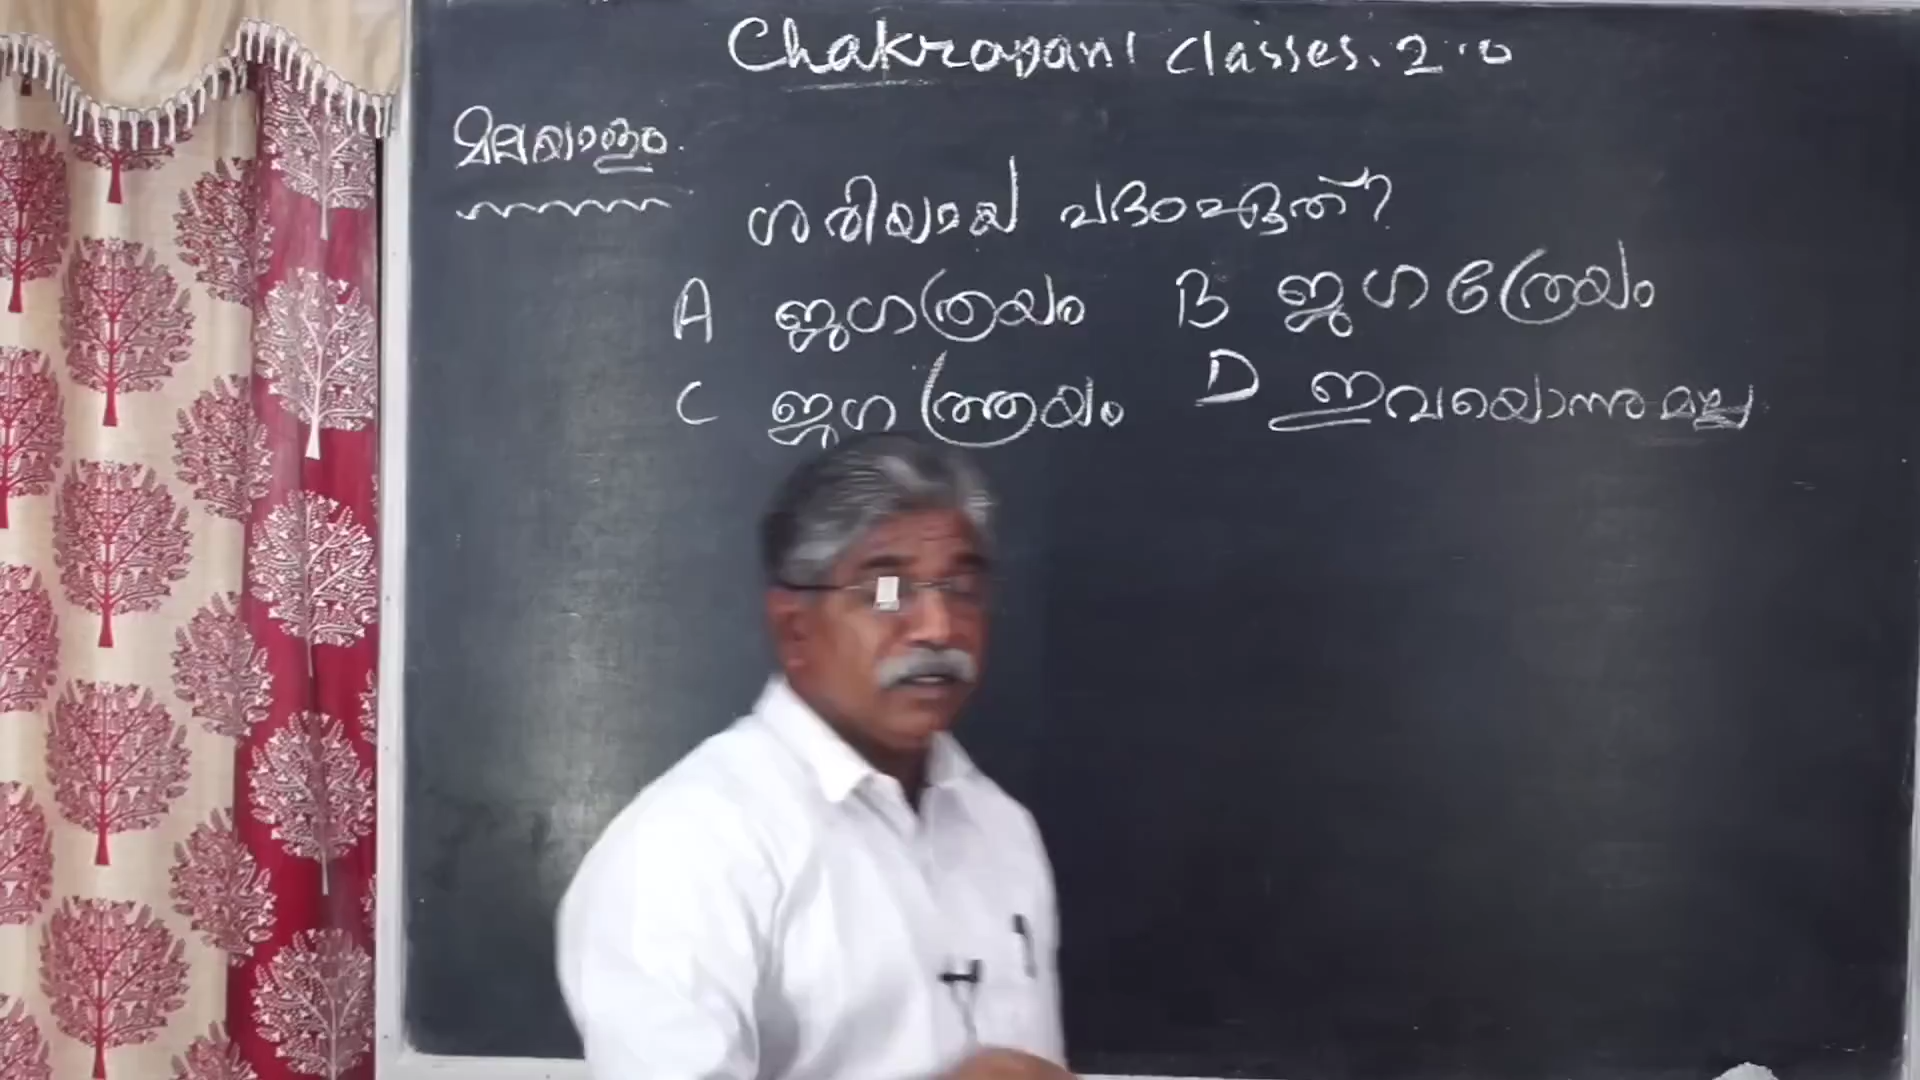 Chakrapani classes. 2.0
മലയാളം.
ശരിയായ പദംഏത്?
A ജഗത്രയം B ജഗത്രേയം
C ജഗത്ത്രയം D ഇവയൊന്നുമല്ല